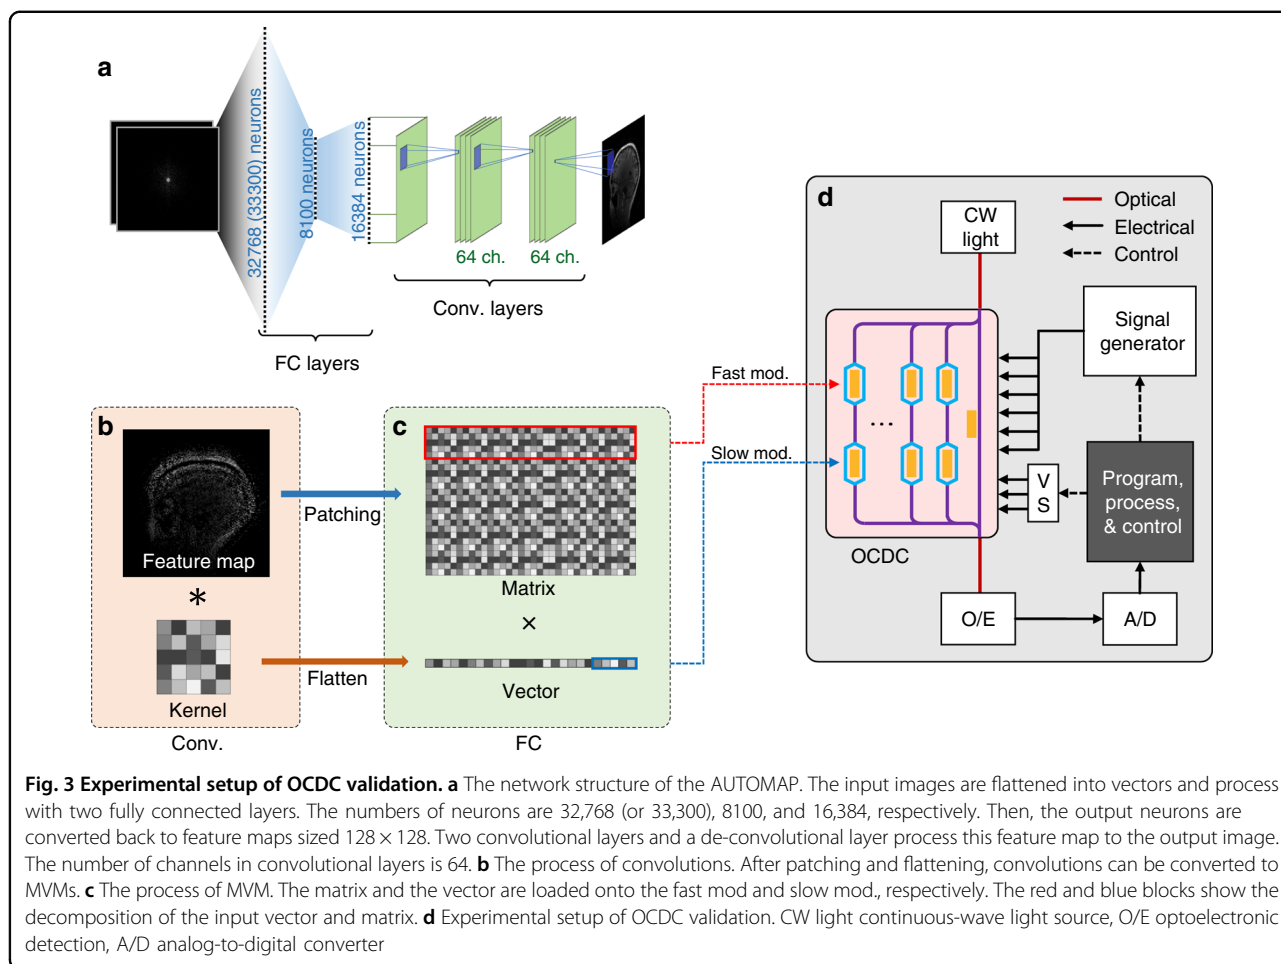 a
32768 (33300) neurons
8100 neurons
16384 neurons
64 ch.
64 ch.
Conv. layers
FC layers
b
Feature map
*
Kernel
Conv.
Patching
Flatten
c
Matrix
×
Vector
FC
Fast mod.
Slow mod.
d
CW
light
Optical
Electrical
Control
Signal
generator
...
V
S
Program,
process,
& control
OCDC
O/E
A/D
Fig. 3 Experimental setup of OCDC validation. a The network structure of the AUTOMAP. The input images are flattened into vectors and process
with two fully connected layers. The numbers of neurons are 32,768 (or 33,300), 8100, and 16,384, respectively. Then, the output neurons are
converted back to feature maps sized 128 × 128. Two convolutional layers and a de-convolutional layer process this feature map to the output image.
The number of channels in convolutional layers is 64. b The process of convolutions. After patching and flattening, convolutions can be converted to
MVMs. c The process of MVM. The matrix and the vector are loaded onto the fast mod and slow mod., respectively. The red and blue blocks show the
decomposition of the input vector and matrix. d Experimental setup of OCDC validation. CW light continuous-wave light source, O/E optoelectronic
detection, A/D analog-to-digital converter